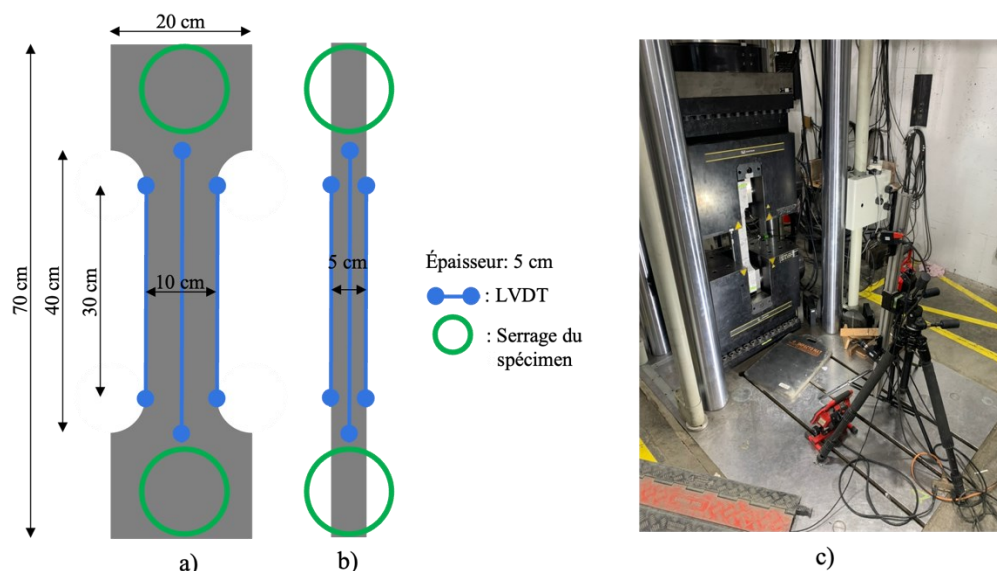 20 cm
70 cm
40 cm
30 cm
10 cm
5 cm
Épaisseur: 5 cm
: LVDT
: Serrage du
spécimen
a)
b)
c)